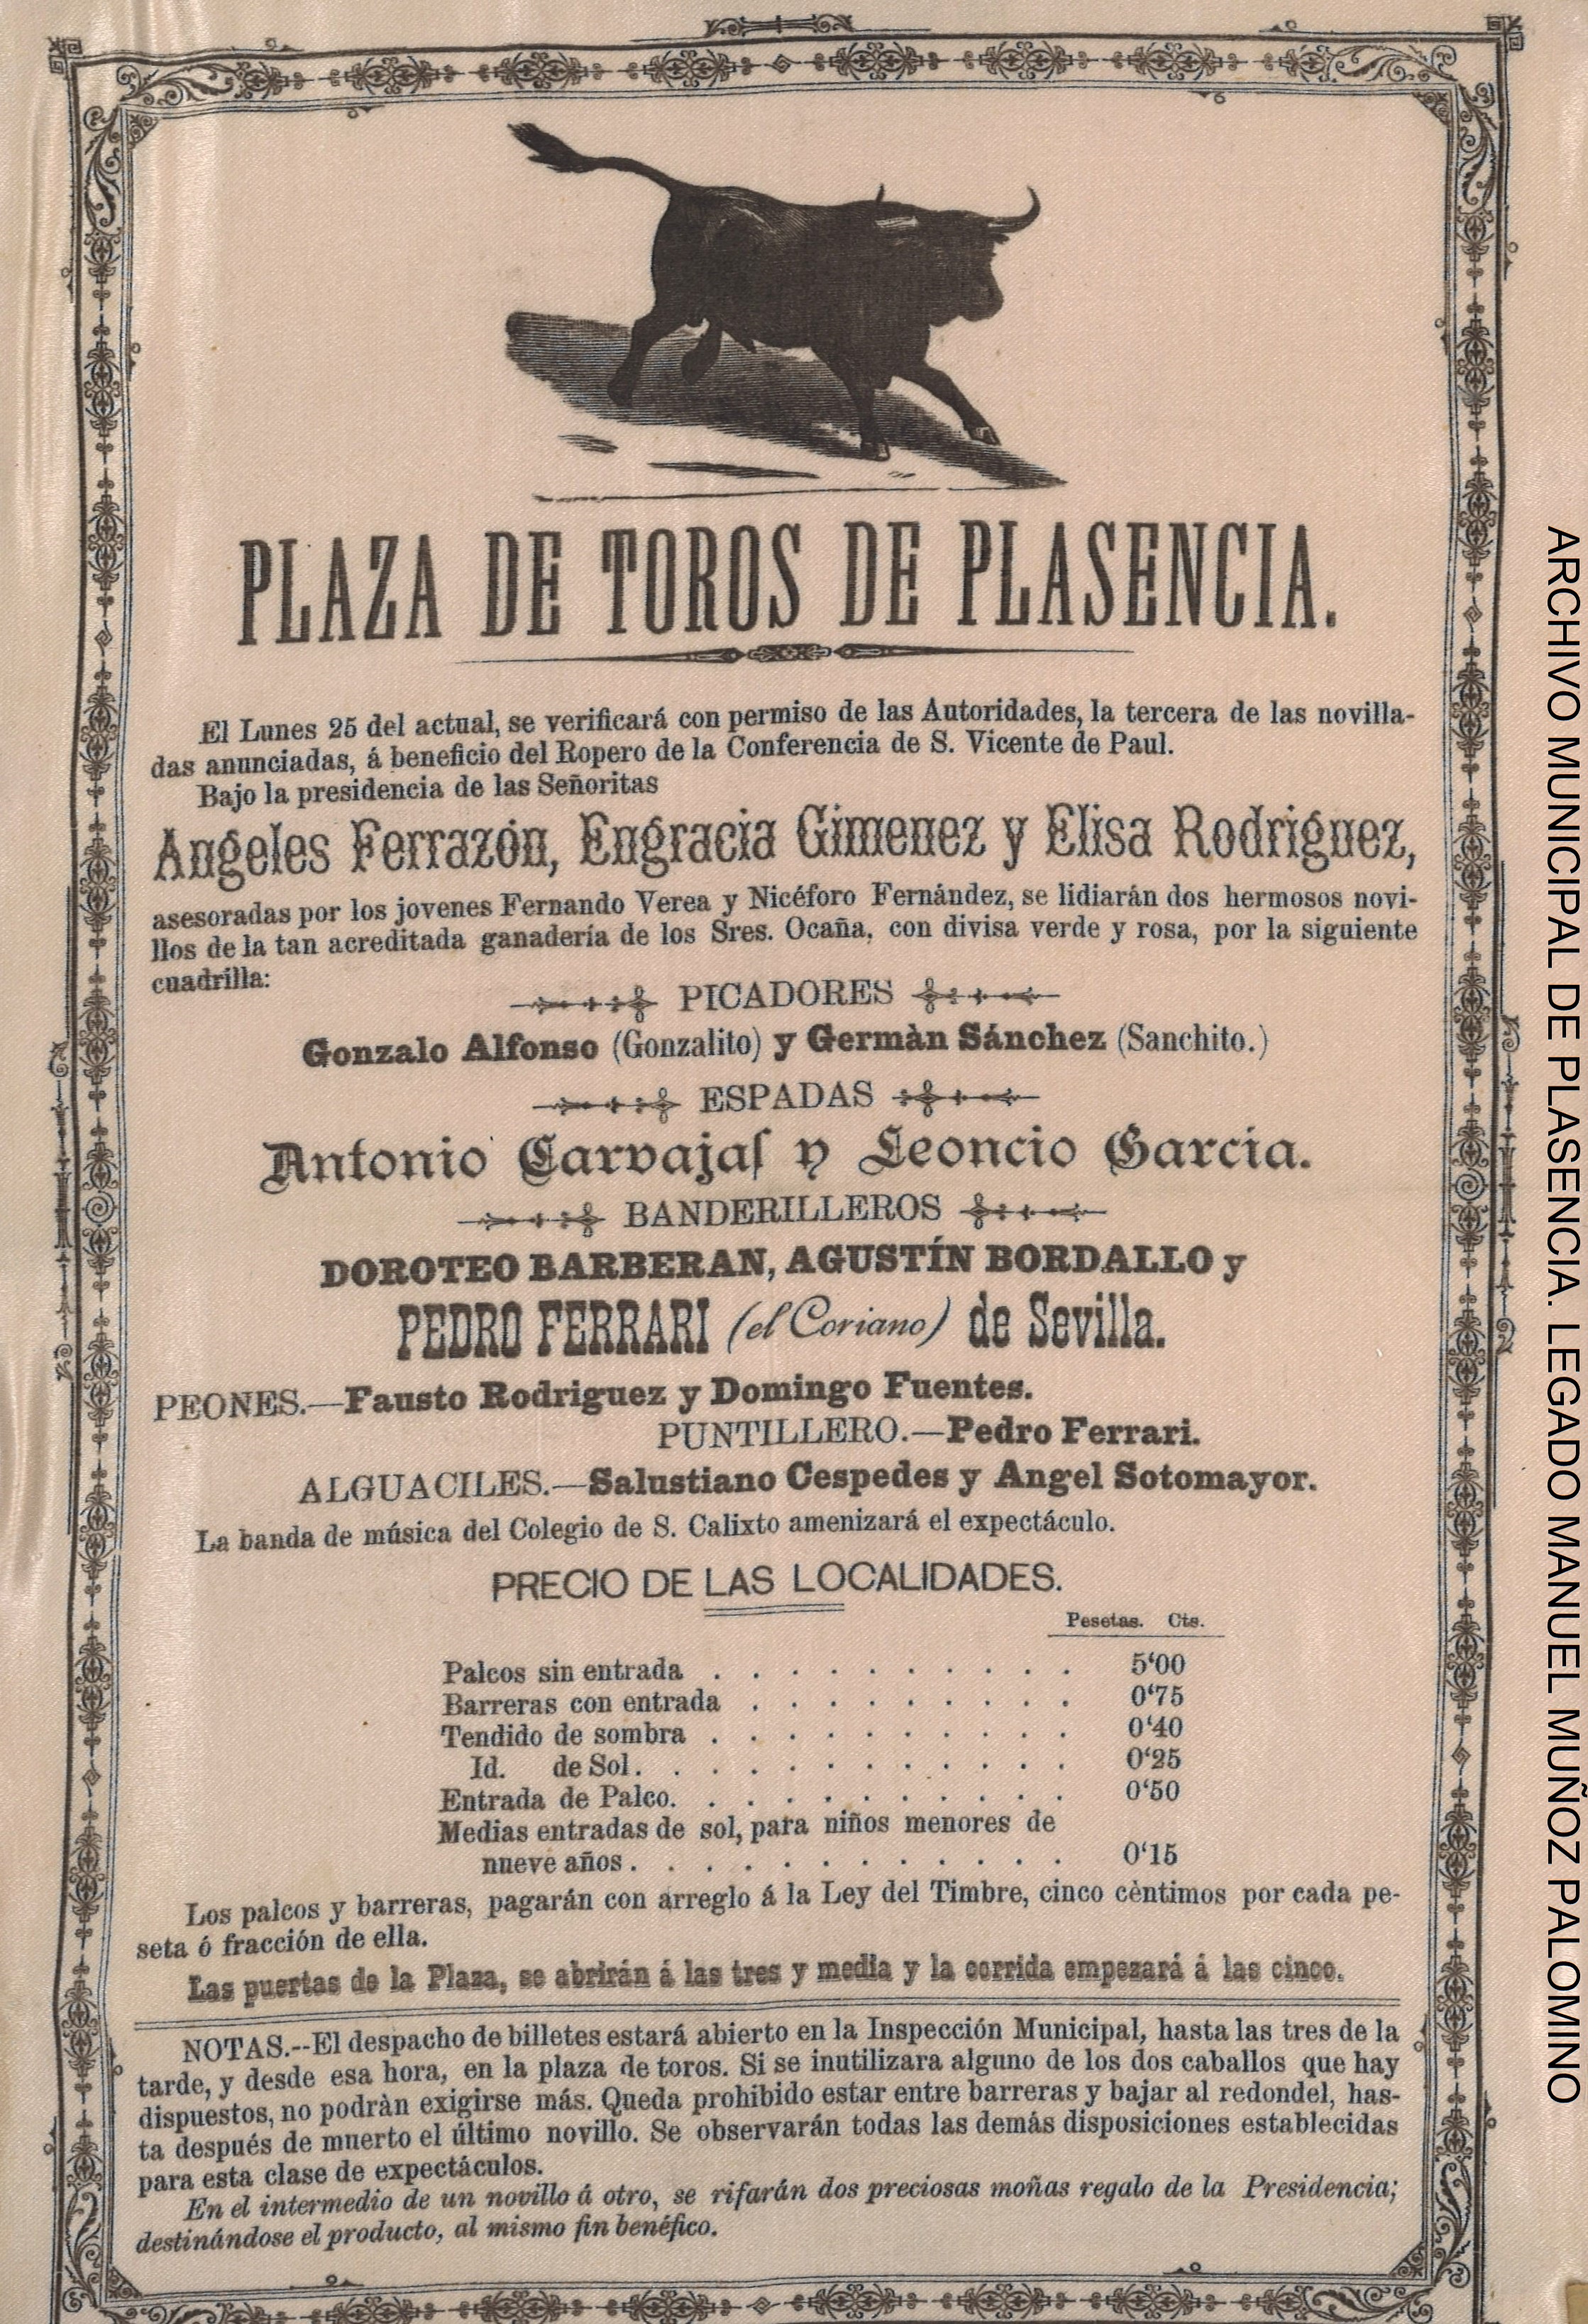 PLAZA DE TOROS DE PLASENCIA.
El Lunes 25 del actual, se verificará con permiso de las Autoridades, la tercera de las novilla-
das anunciadas, á beneficio del Ropero de la Conferencia de S. Vicente de Paul.
Bajo la presidencia de las Señoritas
Angeles Ferrazón, Engracia Gimenez y Elisa Rodriguez,
asesoradas por los jovenes Fernando Verea y Nicéforo Fernández, se lidiarán dos hermosos novi-
llos de la tan acreditada ganadería de los Sres. Ocaña, con divisa verde y rosa, por la siguiente
cuadrilla:
PICADORES
Gonzalo Alfonso (Gonzalito) y Germàn Sánchez (Sanchito.)
ESPADAS
Antonio Carvajal y Leoncio Garcia.
BANDERILLEROS
DOROTEO BARBERAN, AGUSTÍN BORDALLO y
PEDRO FERRARI (el Coriano) de Sevilla.
PEONES.—Fausto Rodriguez y Domingo Fuentes.
PUNTILLERO.—Pedro Ferrari.
ALGUACILES.—Salustiano Cespedes y Angel Sotomayor.
La banda de música del Colegio de S. Calixto amenizará el expectáculo.
PRECIO DE LAS LOCALIDADES.
Pesetas. Cts.
Palcos sin entrada . . . . . . . . . . 5‘00
Barreras con entrada . . . . . . . . . 0‘75
Tendido de sombra . . . . . . . . . . 0‘40
Id. de Sol. . . . . . . . . . . . 0‘25
Entrada de Palco. . . . . . . . . . . 0‘50
Medias entradas de sol, para niños menores de
nueve años . . . . . . . . . . . . 0‘15
Los palcos y barreras, pagarán con arreglo á la Ley del Timbre, cinco cèntimos por cada pe-
seta ó fracción de ella.
Las puertas de la Plaza, se abrirán á las tres y media y la corrida empezará á las cinco.
NOTAS.--El despacho de billetes estará abierto en la Inspección Municipal, hasta las tres de la
tarde, y desde esa hora, en la plaza de toros. Si se inutilizara alguno de los dos caballos que hay
dispuestos, no podràn exigirse más. Queda prohibido estar entre barreras y bajar al redondel, has-
ta después de muerto el último novillo. Se observarán todas las demás disposiciones establecidas
para esta clase de expectáculos.
En el intermedio de un novillo á otro, se rifarán dos preciosas moñas regalo de la Presidencia;
destinándose el producto, al mismo fin benéfico.
ARCHIVO MUNICIPAL DE PLASENCIA. LEGADO MANUEL MUÑOZ PALOMINO